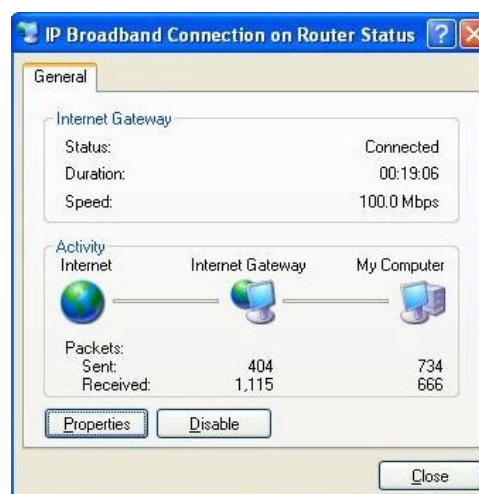 IP Broadband Connection on Router Status
General
Internet Gateway
Status: Connected
Duration: 00:19:06
Speed: 100.0 Mbps
Activity
Internet Internet Gateway My Computer
Packets:
Sent: 404 734
Received: 1,115 666
Properties Disable
Close